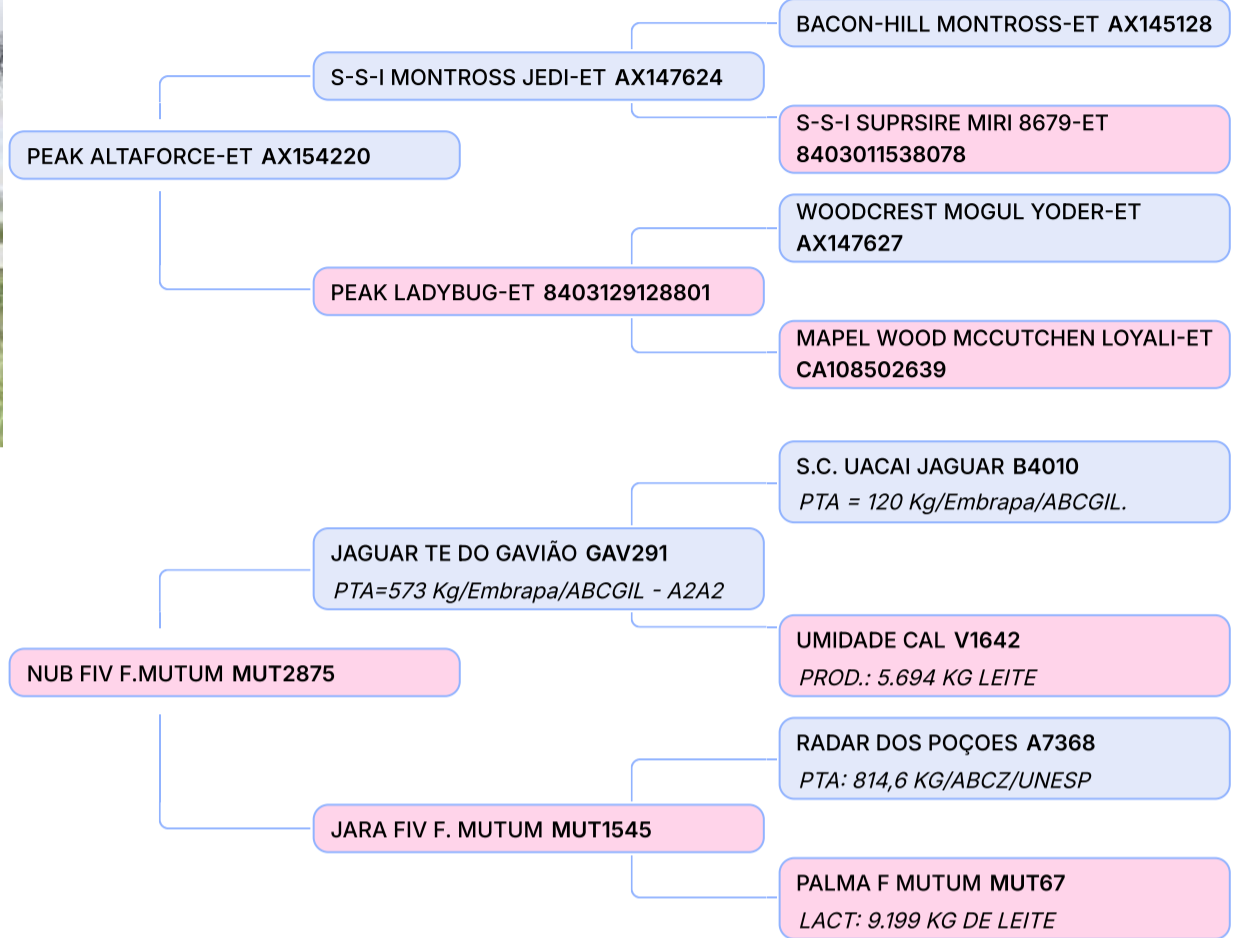 BACON-HILL MONTROSS-ET AX145128
S-S-I MONTROSS JEDI-ET AX147624
S-S-I SUPRSIRE MIRI 8679-ET
8403011538078
PEAK ALTAFORCE-ET AX154220
WOODCREST MOGUL YODER-ET
AX147627
PEAK LADYBUG-ET 8403129128801
MAPEL WOOD MCCUTCHEN LOYALI-ET
CA108502639
S.C. UACAI JAGUAR B4010
PTA = 120 Kg/Embrapa/ABCGIL.
JAGUAR TE DO GAVIÃO GAV291
PTA=573 Kg/Embrapa/ABCGIL - A2A2
UMIDADE CAL V1642
PROD.: 5.694 KG LEITE
NUB FIV F.MUTUM MUT2875
RADAR DOS POÇOES A7368
PTA: 814,6 KG/ABCZ/UNESP
JARA FIV F. MUTUM MUT1545
PALMA F MUTUM MUT67
LACT: 9.199 KG DE LEITE